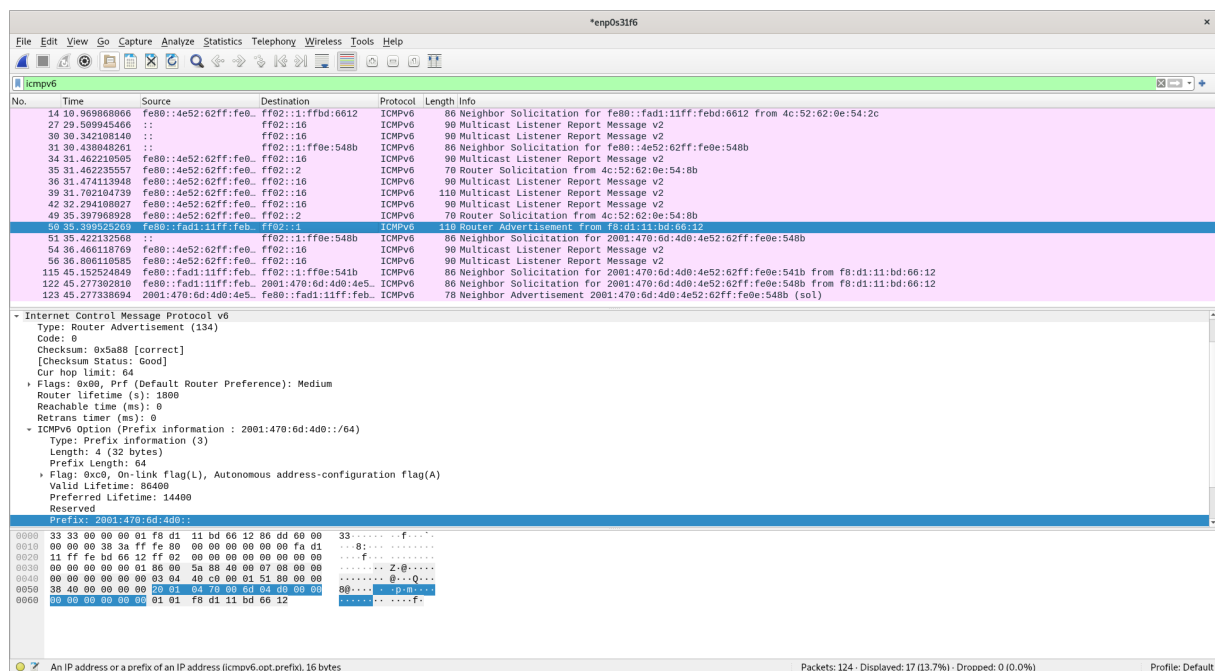 *enp0s31f6
File Edit View Go Capture Analyze Statistics Telephony Wireless Tools Help
icmpv6
No. Time Source Destination Protocol Length Info
14 10.969868066 fe80::4e52:62ff:fe0… ff02::1:ffbd:6612 ICMPv6 86 Neighbor Solicitation for fe80::fad1:11ff:febd:6612 from 4c:52:62:0e:54:2c
27 29.509945466 :: ff02::16 ICMPv6 90 Multicast Listener Report Message v2
30 30.342108140 :: ff02::16 ICMPv6 90 Multicast Listener Report Message v2
31 30.438048261 :: ff02::1:ff0e:548b ICMPv6 86 Neighbor Solicitation for fe80::4e52:62ff:fe0e:548b
34 31.462210505 fe80::4e52:62ff:fe0… ff02::16 ICMPv6 90 Multicast Listener Report Message v2
35 31.462235557 fe80::4e52:62ff:fe0… ff02::2 ICMPv6 70 Router Solicitation from 4c:52:62:0e:54:8b
36 31.474113948 fe80::4e52:62ff:fe0… ff02::16 ICMPv6 90 Multicast Listener Report Message v2
39 31.702104739 fe80::4e52:62ff:fe0… ff02::16 ICMPv6 110 Multicast Listener Report Message v2
42 32.294108027 fe80::4e52:62ff:fe0… ff02::16 ICMPv6 90 Multicast Listener Report Message v2
49 35.397968928 fe80::4e52:62ff:fe0… ff02::2 ICMPv6 70 Router Solicitation from 4c:52:62:0e:54:8b
50 35.399525269 fe80::fad1:11ff:feb… ff02::1 ICMPv6 110 Router Advertisement from f8:d1:11:bd:66:12
51 35.422132568 :: ff02::1:ff0e:548b ICMPv6 86 Neighbor Solicitation for 2001:470:6d:4d0:4e52:62ff:fe0e:548b
54 36.466118769 fe80::4e52:62ff:fe0… ff02::16 ICMPv6 90 Multicast Listener Report Message v2
56 36.806110585 fe80::4e52:62ff:fe0… ff02::16 ICMPv6 90 Multicast Listener Report Message v2
115 45.152524849 fe80::fad1:11ff:feb… ff02::1:ff0e:541b ICMPv6 86 Neighbor Solicitation for 2001:470:6d:4d0:4e52:62ff:fe0e:541b from f8:d1:11:bd:66:12
122 45.277302810 fe80::fad1:11ff:feb… 2001:470:6d:4d0:4e5… ICMPv6 86 Neighbor Solicitation for 2001:470:6d:4d0:4e52:62ff:fe0e:548b from f8:d1:11:bd:66:12
123 45.277338694 2001:470:6d:4d0:4e5… fe80::fad1:11ff:feb… ICMPv6 78 Neighbor Advertisement 2001:470:6d:4d0:4e52:62ff:fe0e:548b (sol)
Internet Control Message Protocol v6
Type: Router Advertisement (134)
Code: 0
Checksum: 0x5a88 [correct]
[Checksum Status: Good]
Cur hop limit: 64
Flags: 0x00, Prf (Default Router Preference): Medium
Router lifetime (s): 1800
Reachable time (ms): 0
Retrans timer (ms): 0
ICMPv6 Option (Prefix information : 2001:470:6d:4d0::/64)
Type: Prefix information (3)
Length: 4 (32 bytes)
Prefix Length: 64
Flag: 0xc0, On-link flag(L), Autonomous address-configuration flag(A)
Valid Lifetime: 86400
Preferred Lifetime: 14400
Reserved
Prefix: 2001:470:6d:4d0::
0000 33 33 00 00 00 01 f8 d1 11 bd 66 12 86 dd 60 00 33······ ··f···`·
0010 00 00 00 38 3a ff fe 80 00 00 00 00 00 00 fa d1 ···8:··· ········
0020 11 ff fe bd 66 12 ff 02 00 00 00 00 00 00 00 00 ····f··· ········
0030 00 00 00 00 00 01 86 00 5a 88 40 00 07 08 00 00 ········ Z·@·····
0040 00 00 00 00 00 00 03 04 40 c0 00 01 51 80 00 00 ········ @···Q···
0050 38 40 00 00 00 00 20 01 04 70 00 6d 04 d0 00 00 8@···· · ·p·m····
0060 00 00 00 00 00 00 01 01 f8 d1 11 bd 66 12 ········ ····f·
An IP address or a prefix of an IP address (icmpv6.opt.prefix), 16 bytes Packets: 124 · Displayed: 17 (13.7%) · Dropped: 0 (0.0%) Profile: Default